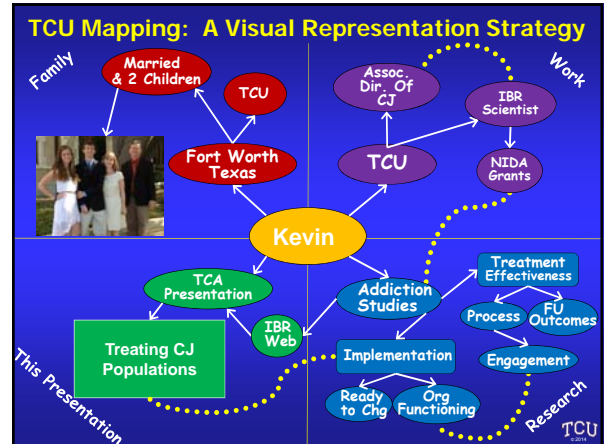 TCU Mapping:  A Visual Representation Strategy
Family
Married
& 2 Children
TCU
Fort Worth
Texas
Work
Assoc.
Dir. Of
CJ
IBR
Scientist
TCU
NIDA
Grants
Kevin
TCA
Presentation
IBR
Web
Treating CJ
Populations
This Presentation
Addiction
Studies
Treatment
Effectiveness
Process
FU
Outcomes
Engagement
Implementation
Ready
to Chg
Org
Functioning
Research
TCU
© 2014